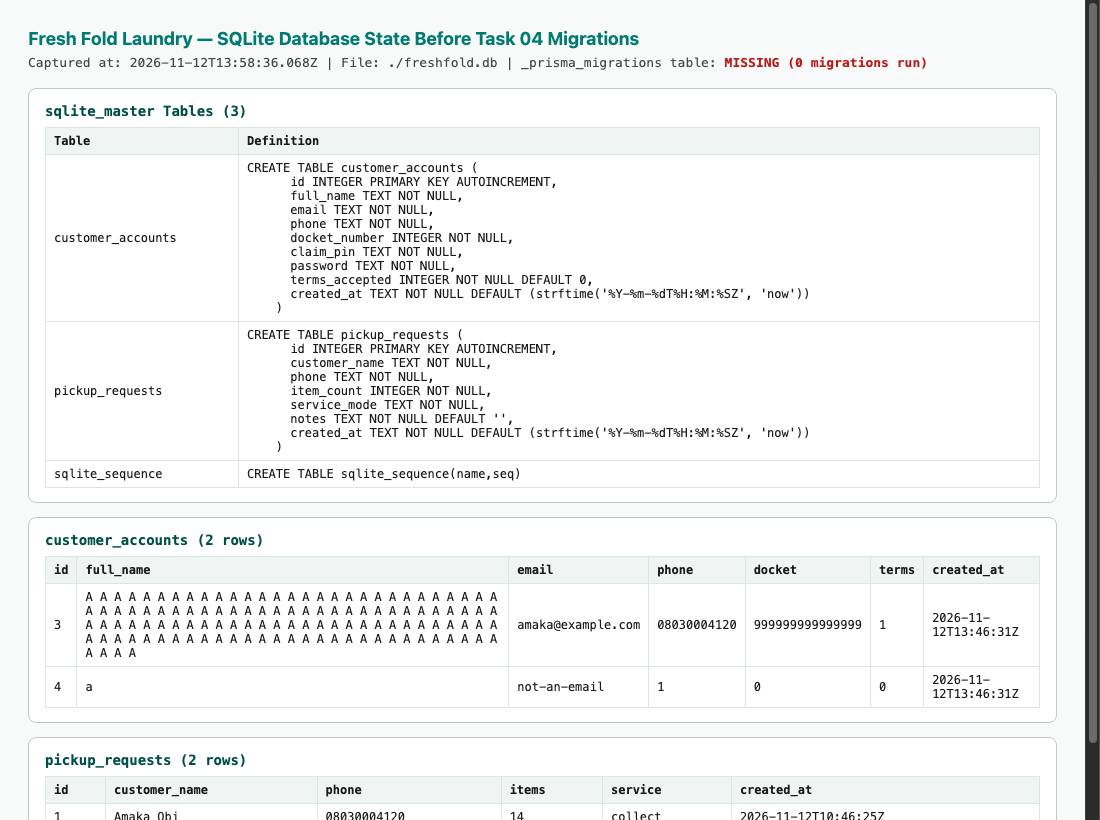 Fresh Fold Laundry — SQLite Database State Before Task 04 Migrations
Captured at: 2026-11-12T13:58:36.068Z | File: ./freshfold.db | _prisma_migrations table: MISSING (0 migrations run)
sqlite_master Tables (3)
Table Definition
customer_accounts
CREATE TABLE customer_accounts (
id INTEGER PRIMARY KEY AUTOINCREMENT,
full_name TEXT NOT NULL,
email TEXT NOT NULL,
phone TEXT NOT NULL,
docket_number INTEGER NOT NULL,
claim_pin TEXT NOT NULL,
password TEXT NOT NULL,
terms_accepted INTEGER NOT NULL DEFAULT 0,
created_at TEXT NOT NULL DEFAULT (strftime('%Y-%m-%dT%H:%M:%SZ', 'now'))
)
pickup_requests
CREATE TABLE pickup_requests (
id INTEGER PRIMARY KEY AUTOINCREMENT,
customer_name TEXT NOT NULL,
phone TEXT NOT NULL,
item_count INTEGER NOT NULL,
service_mode TEXT NOT NULL,
notes TEXT NOT NULL DEFAULT '',
created_at TEXT NOT NULL DEFAULT (strftime('%Y-%m-%dT%H:%M:%SZ', 'now'))
)
sqlite_sequence CREATE TABLE sqlite_sequence(name,seq)
customer_accounts (2 rows)
id full_name email phone docket terms created_at
3
A A A A A A A A A A A A A A A A A A A A A A A A A A A A A
A A A A A A A A A A A A A A A A A A A A A A A A A A A A A
A A A A A A A A A A A A A A A A A A A A A A A A A A A A A
A A A A A A A A A A A A A A A A A A A A A A A A A A A A A
A A A A
amaka@example.com 08030004120 999999999999999 1
2026-11-
12T13:46:31Z
4 a not-an-email 1 0 0
2026-11-
12T13:46:31Z
pickup_requests (2 rows)
id customer_name phone items service created_at
1 Amaka Obi 08030004120 14 collect 2026-11-12T10:46:25Z